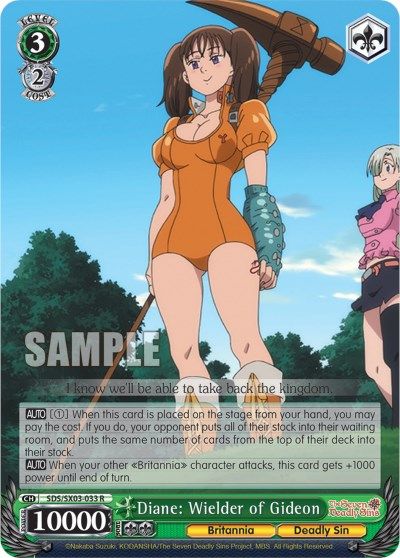 LEVEL
3
2
COST
SAMPLE
I know we'll be able to take back the kingdom.
AUTO [①] When this card is placed on the stage from your hand, you may
pay the cost. If you do, your opponent puts all of their stock into their waiting
room, and puts the same number of cards from the top of their deck into
their stock.
AUTO When your other «Britannia» character attacks, this card gets +1000
power until end of turn.
CH SDS/SX03-033 R
Diane: Wielder of Gideon
The Seven Deadly Sins
10000
Britannia
Deadly Sin
©Nakaba Suzuki, KODANSHA/The Seven Deadly Sins Project, MBS. All Rights Reserved.